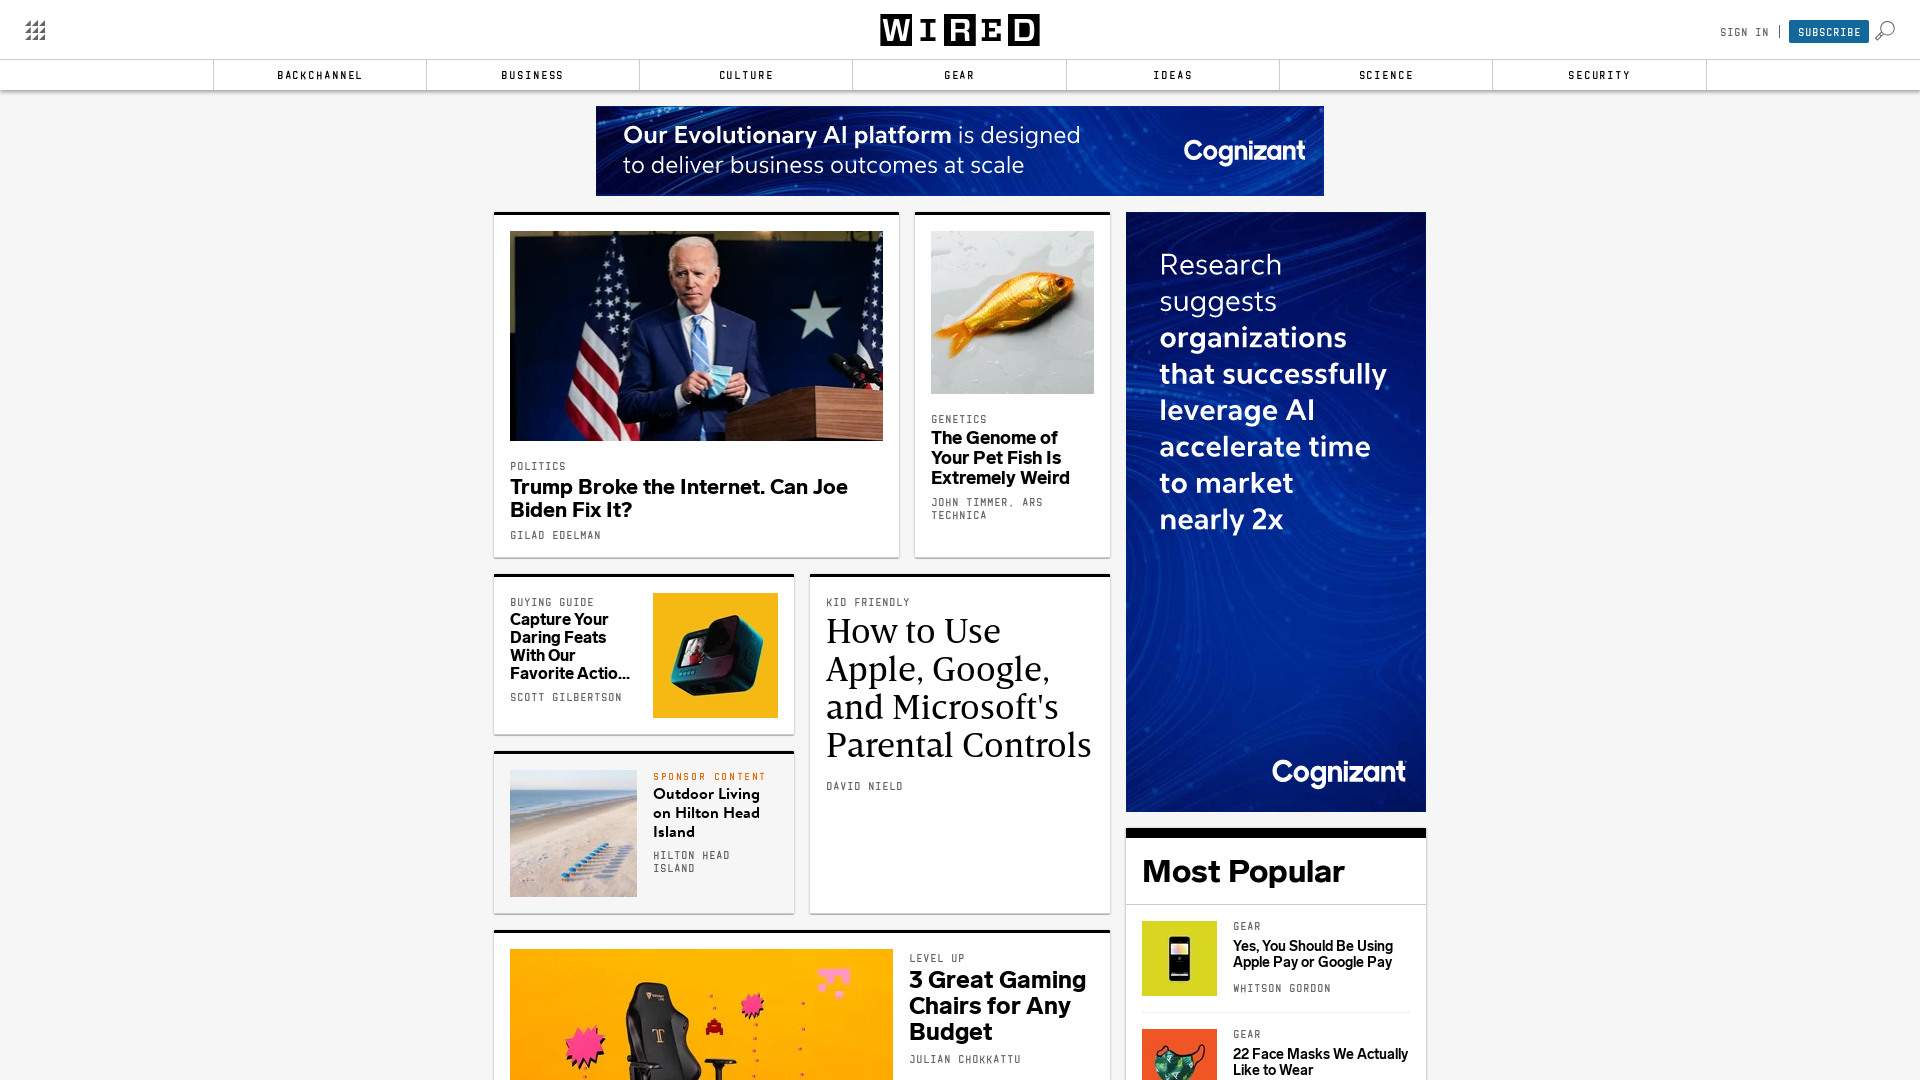 WIRED
SIGN IN
SUBSCRIBE
BACKCHANNEL
BUSINESS
CULTURE
GEAR
IDEAS
SCIENCE
SECURITY
Our Evolutionary AI platform is designed
to deliver business outcomes at scale
Cognizant
POLITICS
Trump Broke the Internet. Can Joe
Biden Fix It?
GILAD EDELMAN
GENETICS
The Genome of
Your Pet Fish Is
Extremely Weird
JOHN TIMMER, ARS
TECHNICA
Research
suggests
organizations
that successfully
leverage AI
accelerate time
to market
nearly 2x
Cognizant
BUYING GUIDE
Capture Your
Daring Feats
With Our
Favorite Actio...
SCOTT GILBERTSON
KID FRIENDLY
How to Use
Apple, Google,
and Microsoft's
Parental Controls
DAVID NIELD
SPONSOR CONTENT
Outdoor Living
on Hilton Head
Island
HILTON HEAD
ISLAND
Most Popular
GEAR
Yes, You Should Be Using
Apple Pay or Google Pay
WHITSON GORDON
LEVEL UP
3 Great Gaming
Chairs for Any
Budget
JULIAN CHOKKATTU
GEAR
22 Face Masks We Actually
Like to Wear